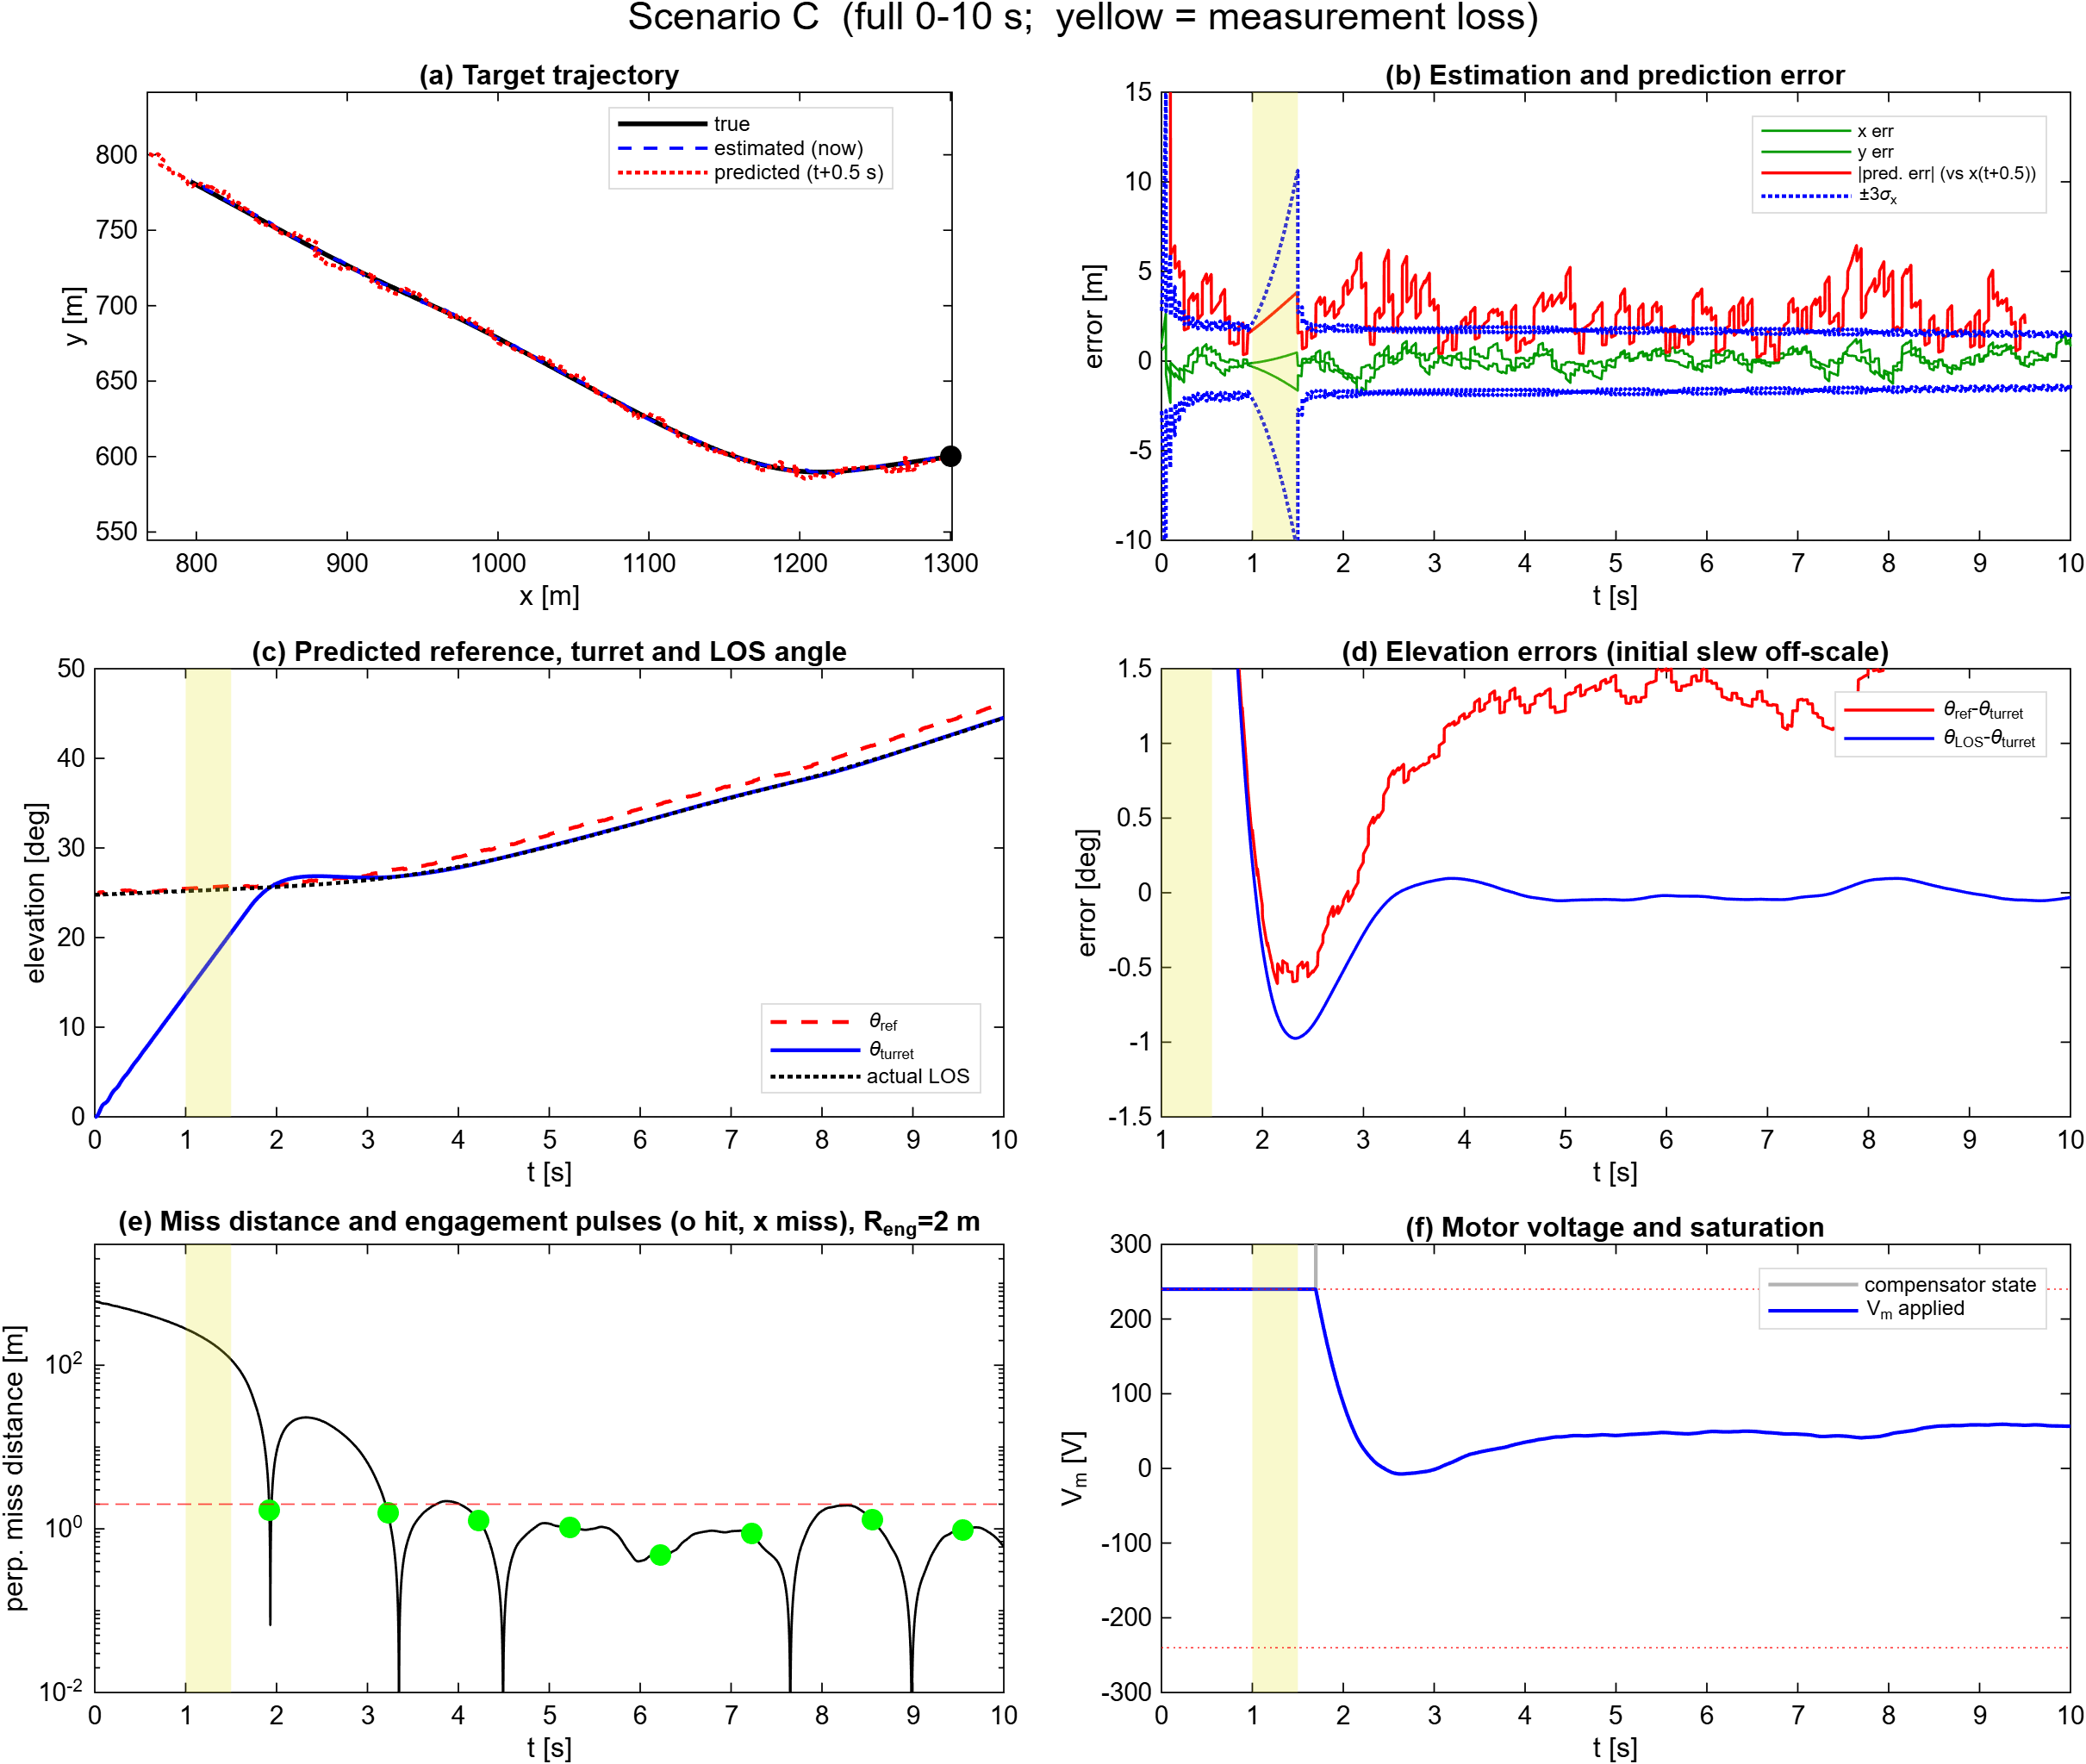 Scenario C (full 0-10 s; yellow = measurement loss)
(a) Target trajectory
true
estimated (now)
predicted (t+0.5 s)
800
750
700
650
600
550
y [m]
800 900 1000 1100 1200 1300
x [m]
(b) Estimation and prediction error
x err
y err
|pred. err| (vs x(t+0.5))
±3σx
15
10
5
0
-5
-10
error [m]
0 1 2 3 4 5 6 7 8 9 10
t [s]
(c) Predicted reference, turret and LOS angle
50
40
30
20
10
0
elevation [deg]
θref
θturret
actual LOS
0 1 2 3 4 5 6 7 8 9 10
t [s]
(d) Elevation errors (initial slew off-scale)
1.5
1
0.5
0
-0.5
-1
-1.5
error [deg]
θref-θturret
θLOS-θturret
1 2 3 4 5 6 7 8 9 10
t [s]
(e) Miss distance and engagement pulses (o hit, x miss), Reng=2 m
10^2
10^0
10^-2
perp. miss distance [m]
0 1 2 3 4 5 6 7 8 9 10
t [s]
(f) Motor voltage and saturation
300
200
100
0
-100
-200
-300
Vm [V]
compensator state
Vm applied
0 1 2 3 4 5 6 7 8 9 10
t [s]